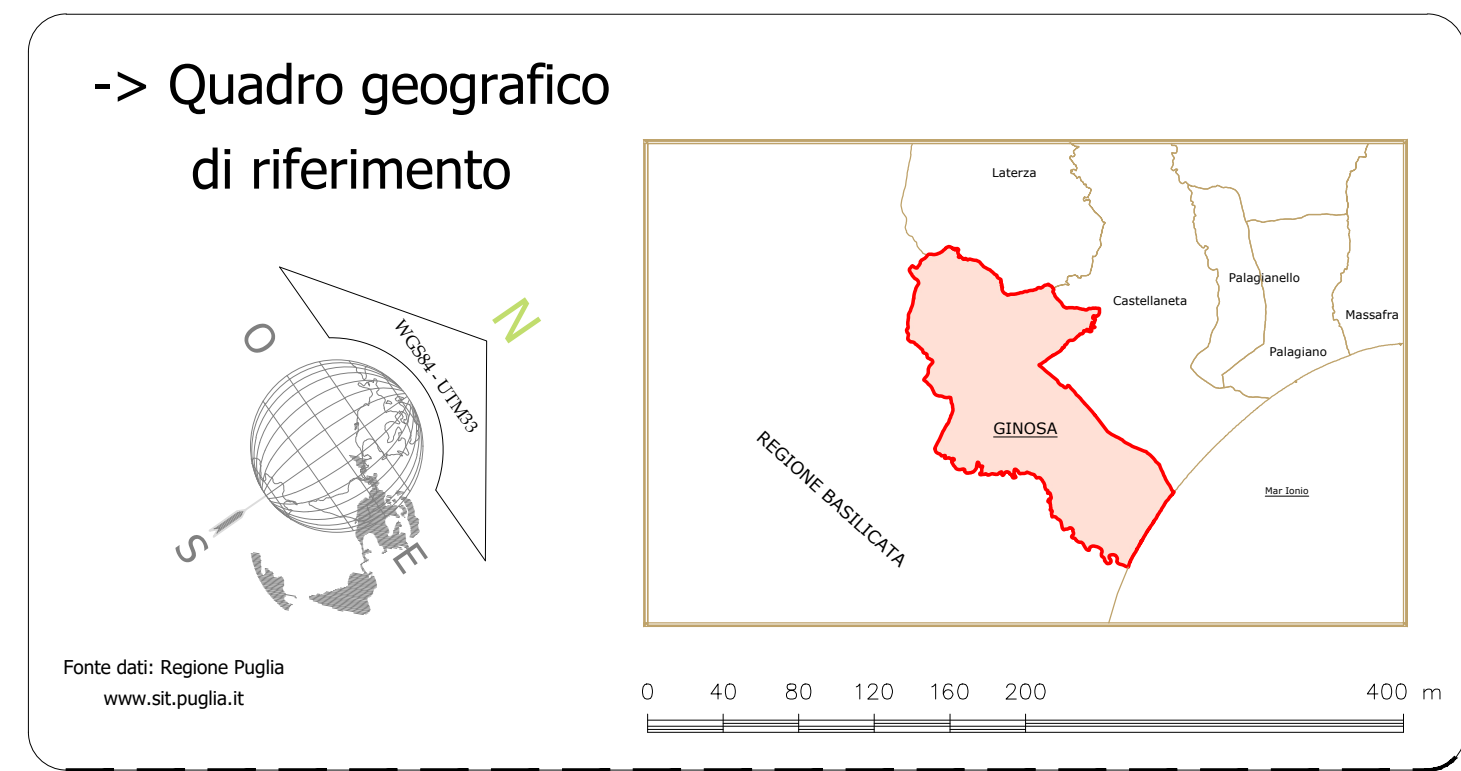 -> Quadro geografico
di riferimento
N
O
WGS84 - UTM33
S
E
Fonte dati: Regione Puglia
www.sit.puglia.it
Laterza
Palagianello
Castellaneta
Massafra
Palagiano
GINOSA
REGIONE BASILICATA
Mar Ionio
0 40 80 120 160 200 400 m